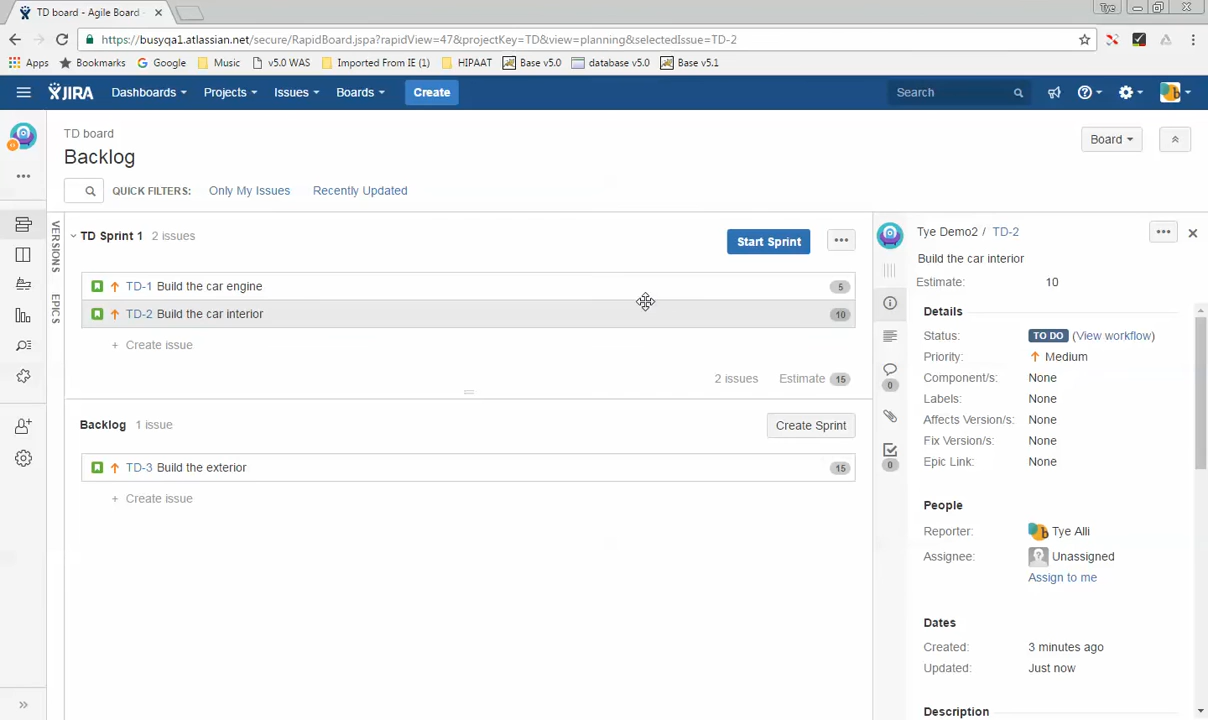 TD board - Agile Board -
Tye
https://busyqa1.atlassian.net/secure/RapidBoard.jspa?rapidView=47&projectKey=TD&view=planning&selectedIssue=TD-2
Apps Bookmarks Google Music v5.0 WAS Imported From IE (1) HIPAAT Base v5.0 database v5.0 Base v5.1
JIRA Dashboards Projects Issues Boards Create Search
TD board
Backlog
Board
QUICK FILTERS: Only My Issues Recently Updated
VERSIONS
EPICS
TD Sprint 1 2 issues
Start Sprint
TD-1 Build the car engine 5
TD-2 Build the car interior 10
+ Create issue
2 issues Estimate 15
Backlog 1 issue
Create Sprint
TD-3 Build the exterior 15
+ Create issue
Tye Demo2 / TD-2
Build the car interior
Estimate: 10
Details
Status: TO DO (View workflow)
Priority: Medium
Component/s: None
Labels: None
Affects Version/s: None
Fix Version/s: None
Epic Link: None
0
0
People
Reporter: Tye Alli
Assignee: Unassigned
Assign to me
Dates
Created: 3 minutes ago
Updated: Just now
Description